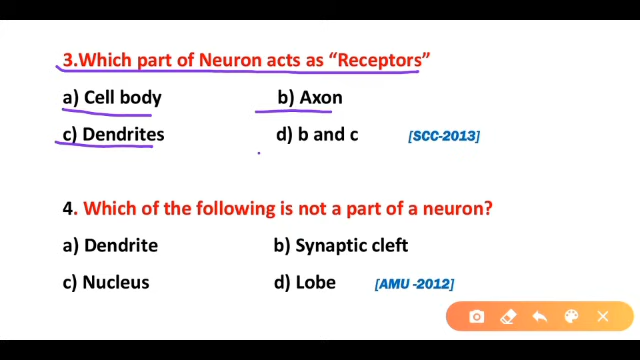 3.Which part of Neuron acts as “Receptors”
a) Cell body b) Axon
c) Dendrites d) b and c [SCC-2013]
4. Which of the following is not a part of a neuron?
a) Dendrite b) Synaptic cleft
c) Nucleus d) Lobe [AMU -2012]